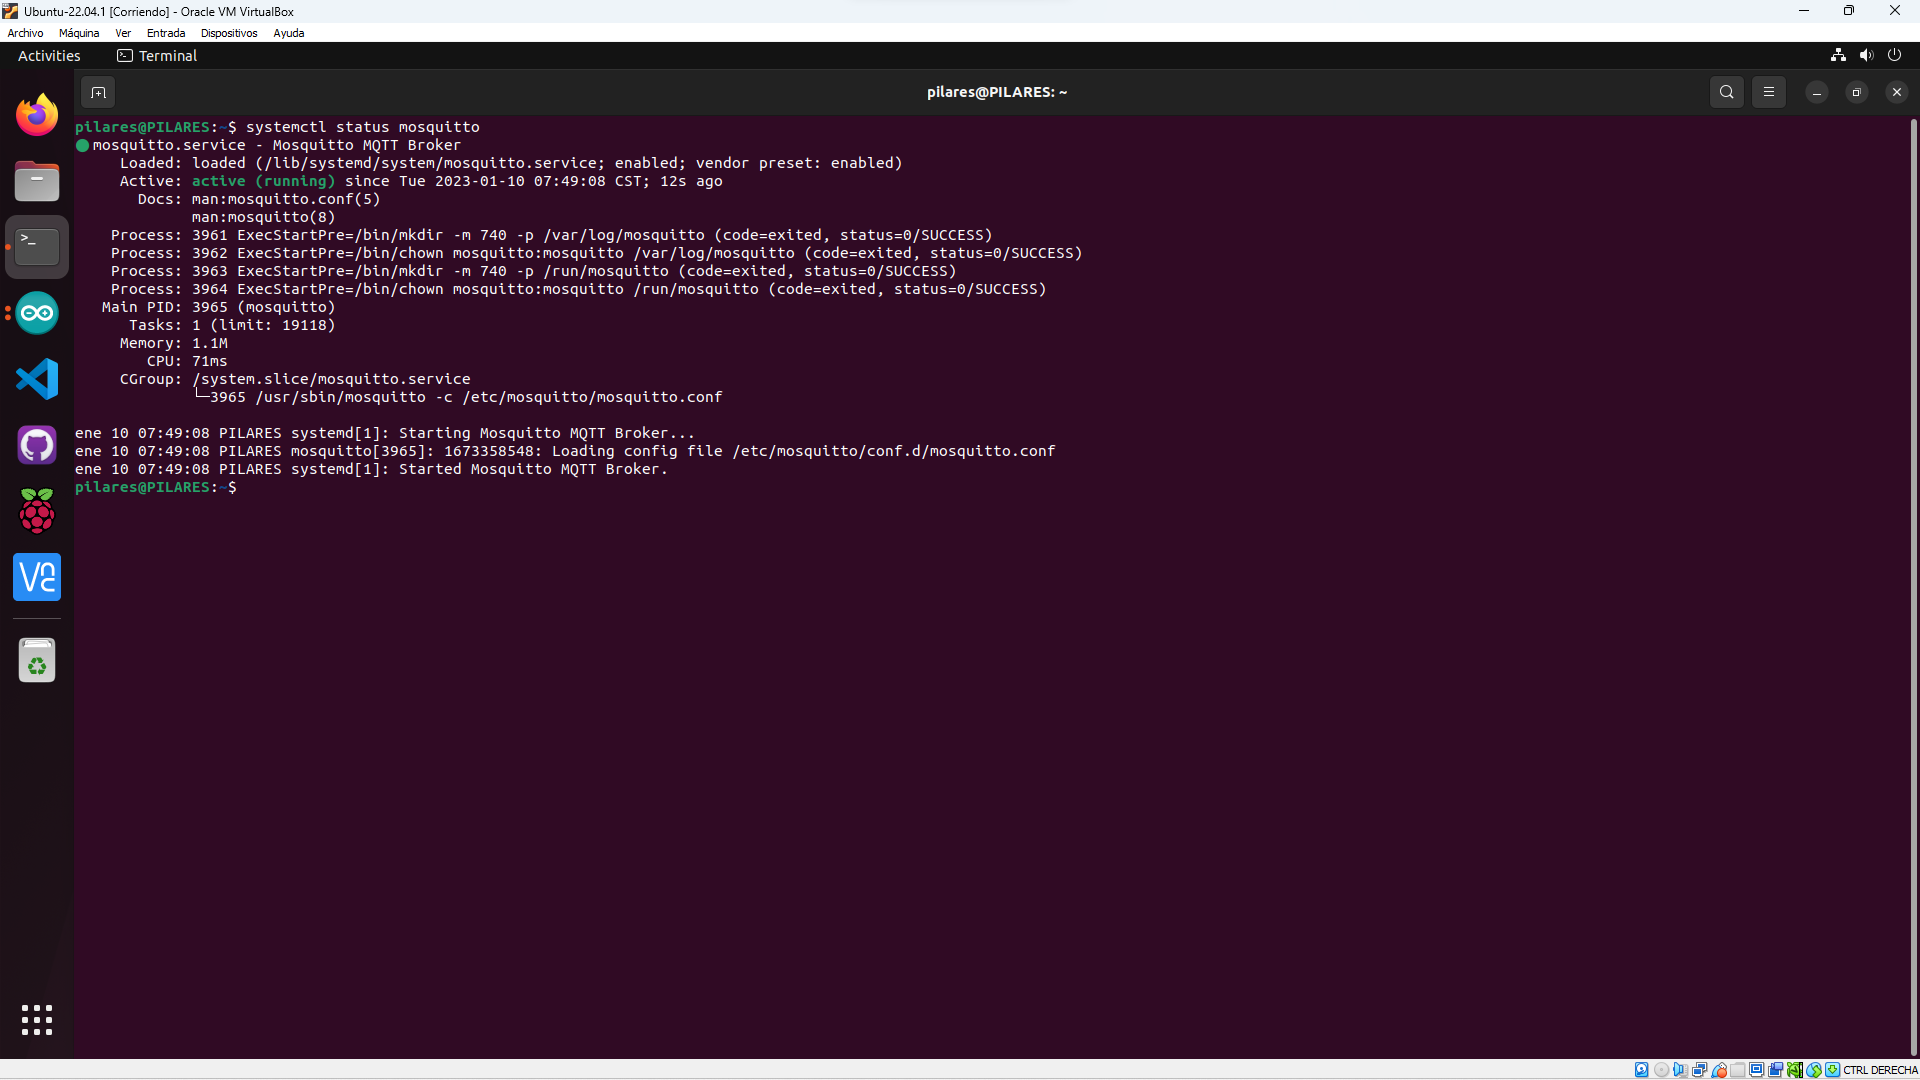 Ubuntu-22.04.1 [Corriendo] - Oracle VM VirtualBox
Archivo Máquina Ver Entrada Dispositivos Ayuda
Activities Terminal
pilares@PILARES: ~
pilares@PILARES:~$ systemctl status mosquitto
mosquitto.service - Mosquitto MQTT Broker
Loaded: loaded (/lib/systemd/system/mosquitto.service; enabled; vendor preset: enabled)
Active: active (running) since Tue 2023-01-10 07:49:08 CST; 12s ago
Docs: man:mosquitto.conf(5)
man:mosquitto(8)
Process: 3961 ExecStartPre=/bin/mkdir -m 740 -p /var/log/mosquitto (code=exited, status=0/SUCCESS)
Process: 3962 ExecStartPre=/bin/chown mosquitto:mosquitto /var/log/mosquitto (code=exited, status=0/SUCCESS)
Process: 3963 ExecStartPre=/bin/mkdir -m 740 -p /run/mosquitto (code=exited, status=0/SUCCESS)
Process: 3964 ExecStartPre=/bin/chown mosquitto:mosquitto /run/mosquitto (code=exited, status=0/SUCCESS)
Main PID: 3965 (mosquitto)
Tasks: 1 (limit: 19118)
Memory: 1.1M
CPU: 71ms
CGroup: /system.slice/mosquitto.service
└─3965 /usr/sbin/mosquitto -c /etc/mosquitto/mosquitto.conf
ene 10 07:49:08 PILARES systemd[1]: Starting Mosquitto MQTT Broker...
ene 10 07:49:08 PILARES mosquitto[3965]: 1673358548: Loading config file /etc/mosquitto/conf.d/mosquitto.conf
ene 10 07:49:08 PILARES systemd[1]: Started Mosquitto MQTT Broker.
pilares@PILARES:~$
CTRL DERECHA